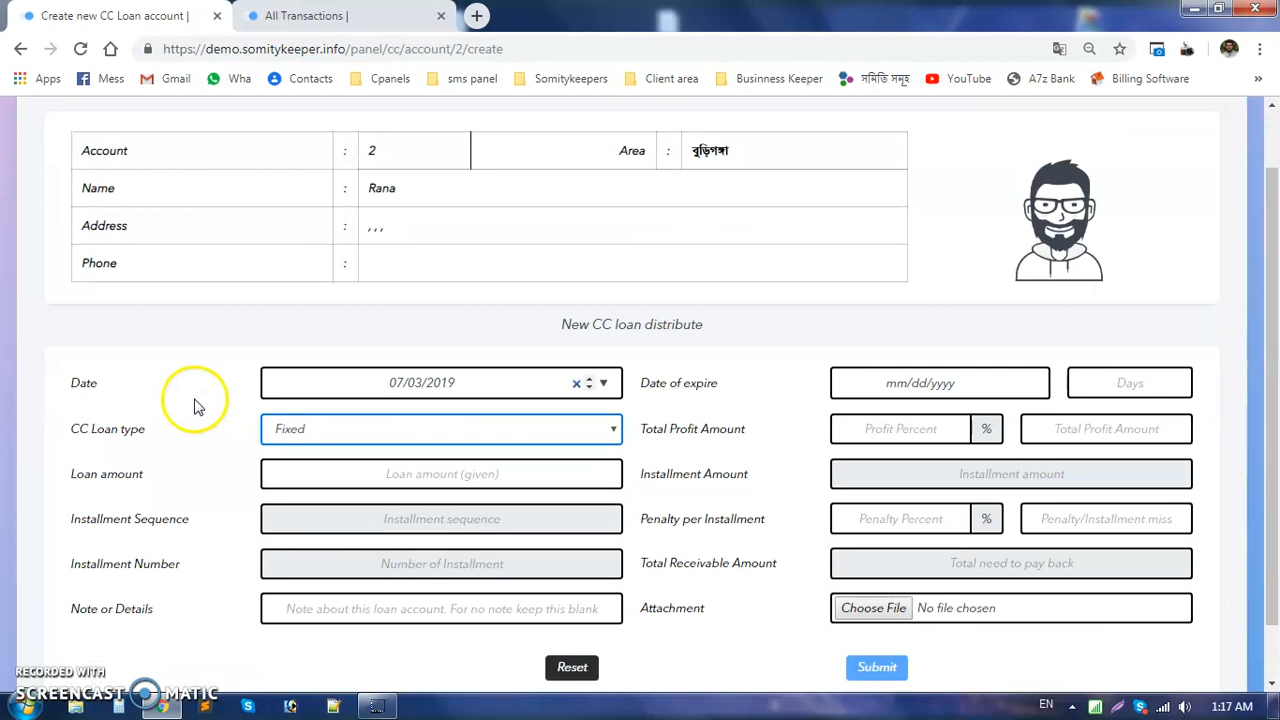 Create new CC Loan account |
All Transactions |
https://demo.somitykeeper.info/panel/cc/account/2/create
Apps Mess Gmail Wha Contacts Cpanels sms panel Somitykeepers Client area Businness Keeper সমিতি সমূহ YouTube A7z Bank Billing Software »
Account : 2 Area : বুড়িগঙ্গা
Name : Rana
Address : , , ,
Phone :
New CC loan distribute
Date 07/03/2019 Date of expire mm/dd/yyyy Days
CC Loan type Fixed Total Profit Amount Profit Percent % Total Profit Amount
Loan amount Loan amount (given) Installment Amount Installment amount
Installment Sequence Installment sequence Penalty per Installment Penalty Percent % Penalty/Installment miss
Installment Number Number of Installment Total Receivable Amount Total need to pay back
Note or Details Note about this loan account. For no note keep this blank Attachment Choose File No file chosen
Reset Submit
RECORDED WITH
SCREENCAST MATIC
EN 1:17 AM